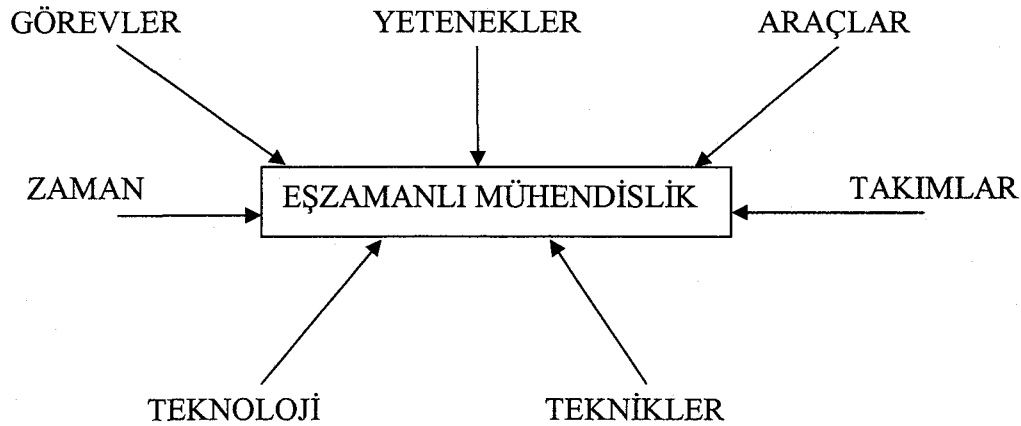 GÖREVLER YETENEKLER ARAÇLAR
ZAMAN EŞZAMANLI MÜHENDİSLİK TAKIMLAR
TEKNOLOJİ TEKNİKLER